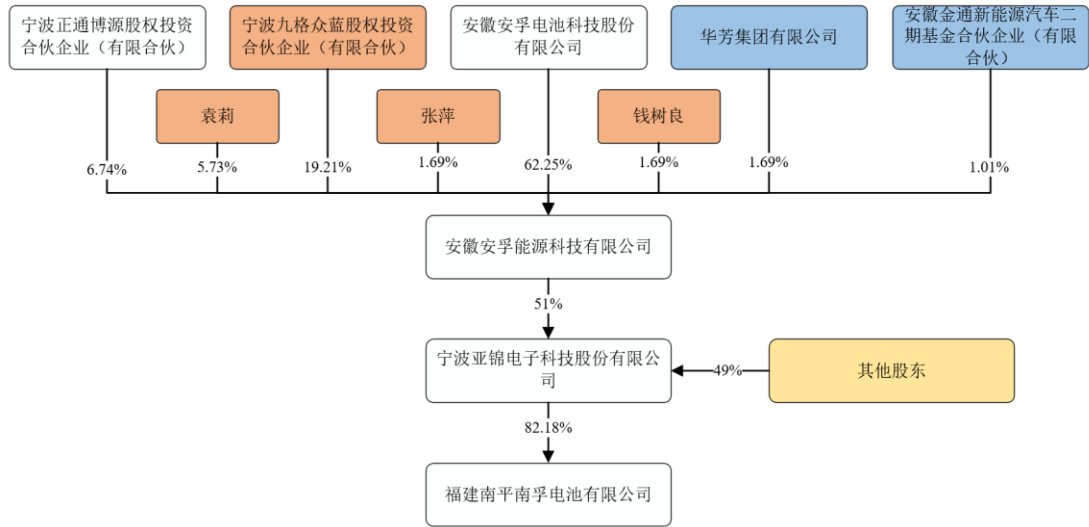 宁波正通博源股权投资
合伙企业（有限合伙）
宁波九格众蓝股权投资
合伙企业（有限合伙）
安徽安孚电池科技股份
有限公司
华芳集团有限公司
安徽金通新能源汽车二
期基金合伙企业（有限
合伙）
袁莉
张萍
钱树良
6.74%
5.73%
19.21%
1.69%
62.25%
1.69%
1.69%
1.01%
安徽安孚能源科技有限公司
51%
宁波亚锦电子科技股份有限公
司
49%
其他股东
82.18%
福建南平南孚电池有限公司